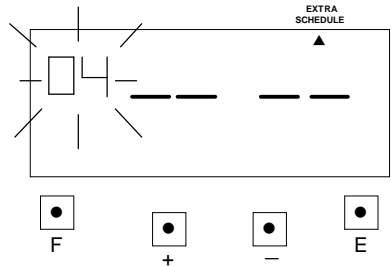 EXTRA
SCHEDULE
04 -- --
F + - E